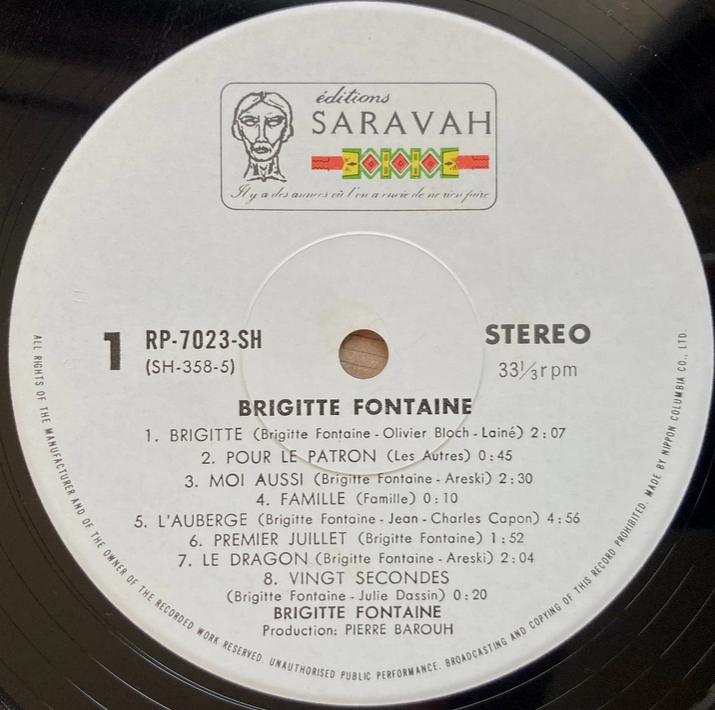 éditions
SARAVAH
Il y a des années où l'on a envie de ne rien faire
1
RP-7023-SH
(SH-358-5)
STEREO
33 1/3 rpm
BRIGITTE FONTAINE
1. BRIGITTE (Brigitte Fontaine - Olivier Bloch - Lainé) 2:07
2. POUR LE PATRON (Les Autres) 0:45
3. MOI AUSSI (Brigitte Fontaine - Areski) 2:30
4. FAMILLE (Famille) 0:10
5. L'AUBERGE (Brigitte Fontaine - Jean - Charles Capon) 4:56
6. PREMIER JUILLET (Brigitte Fontaine) 1:52
7. LE DRAGON (Brigitte Fontaine - Areski) 2:04
8. VINGT SECONDES
(Brigitte Fontaine - Julie Dassin) 0:20
BRIGITTE FONTAINE
Production: PIERRE BAROUH
ALL RIGHTS OF THE MANUFACTURER AND OF THE OWNER OF THE RECORDED WORK RESERVED. UNAUTHORISED PUBLIC PERFORMANCE. BROADCASTING AND COPYING OF THIS RECORD PROHIBITED. MADE BY NIPPON COLUMBIA CO., LTD.